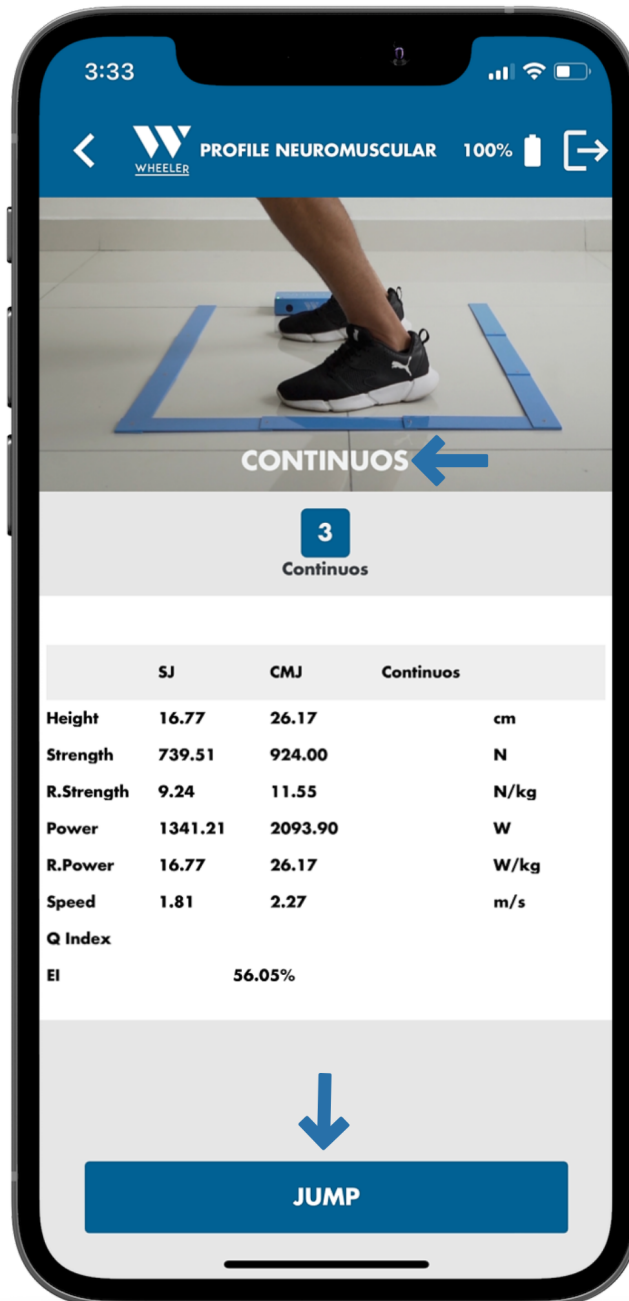 3:33
WHEELER PROFILE NEUROMUSCULAR 100%
CONTINUOS
3
Continuos
SJ CMJ Continuos
Height 16.77 26.17 cm
Strength 739.51 924.00 N
R.Strength 9.24 11.55 N/kg
Power 1341.21 2093.90 W
R.Power 16.77 26.17 W/kg
Speed 1.81 2.27 m/s
Q Index
EI 56.05%
JUMP